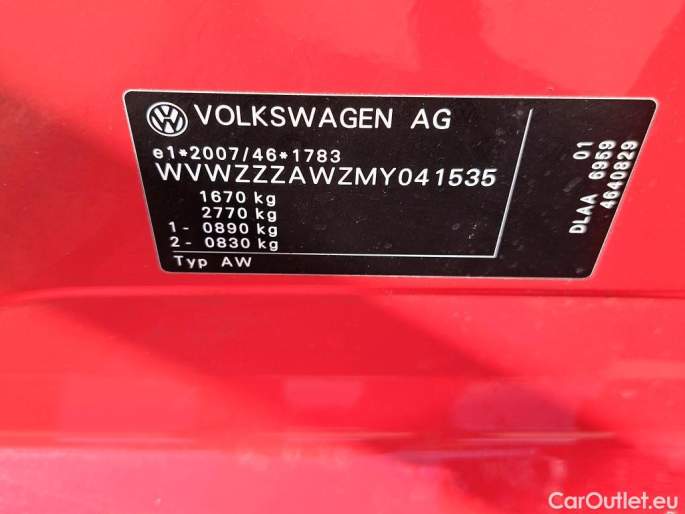 VOLKSWAGEN AG
e1*2007/46*1783
WVWZZZAWZMY041535
1670 kg
2770 kg
1- 0890 kg
2- 0830 kg
Typ AW
01
DLAA 6959
4640829
CarOutlet.eu